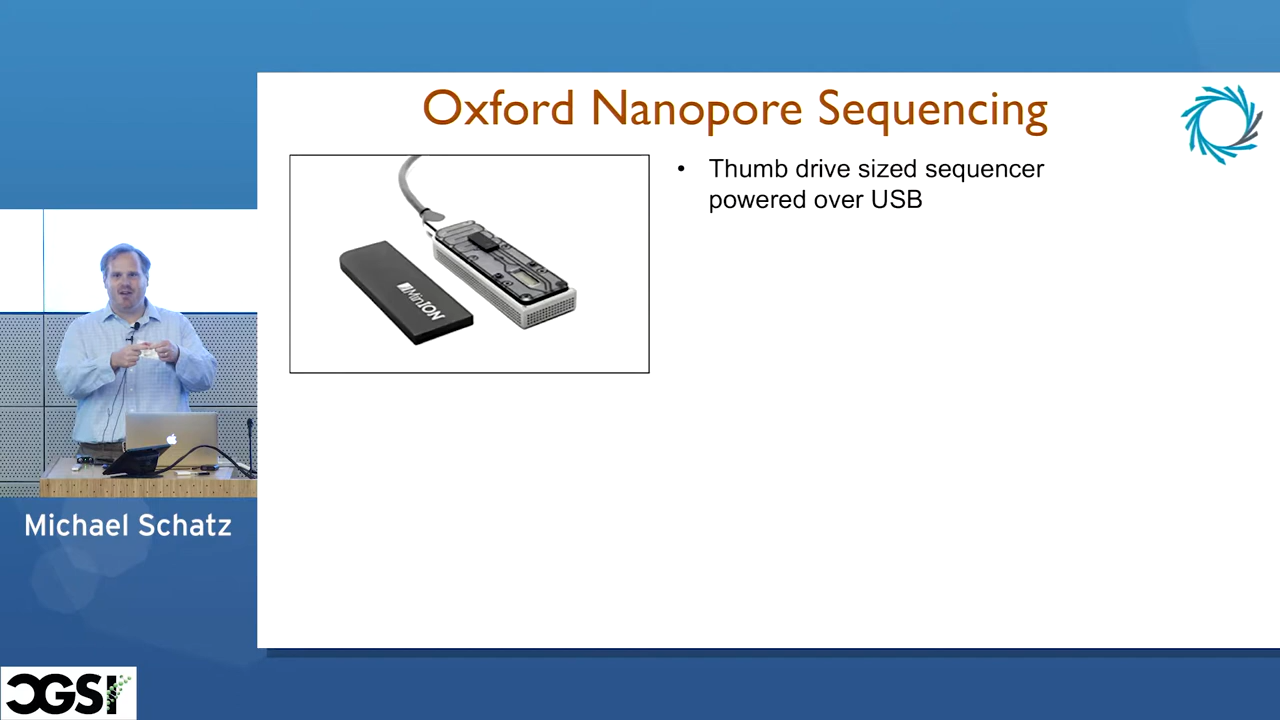 Oxford Nanopore Sequencing
• Thumb drive sized sequencer
powered over USB
MinION
Michael Schatz
CGSI